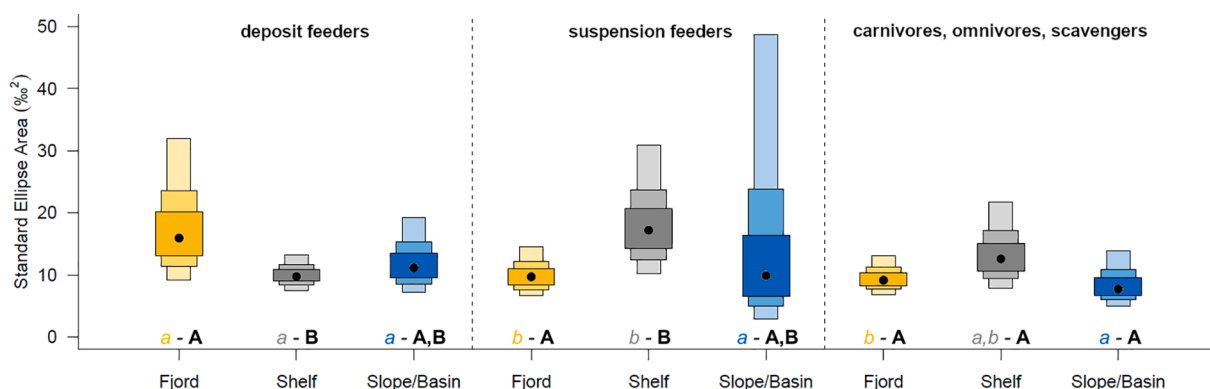 Standard Ellipse Area (‰²)
50
40
30
20
10
0
deposit feeders
suspension feeders
carnivores, omnivores, scavengers
a - A
a - B
a - A,B
b - A
b - B
a - A,B
b - A
a,b - A
a - A
Fjord
Shelf
Slope/Basin
Fjord
Shelf
Slope/Basin
Fjord
Shelf
Slope/Basin